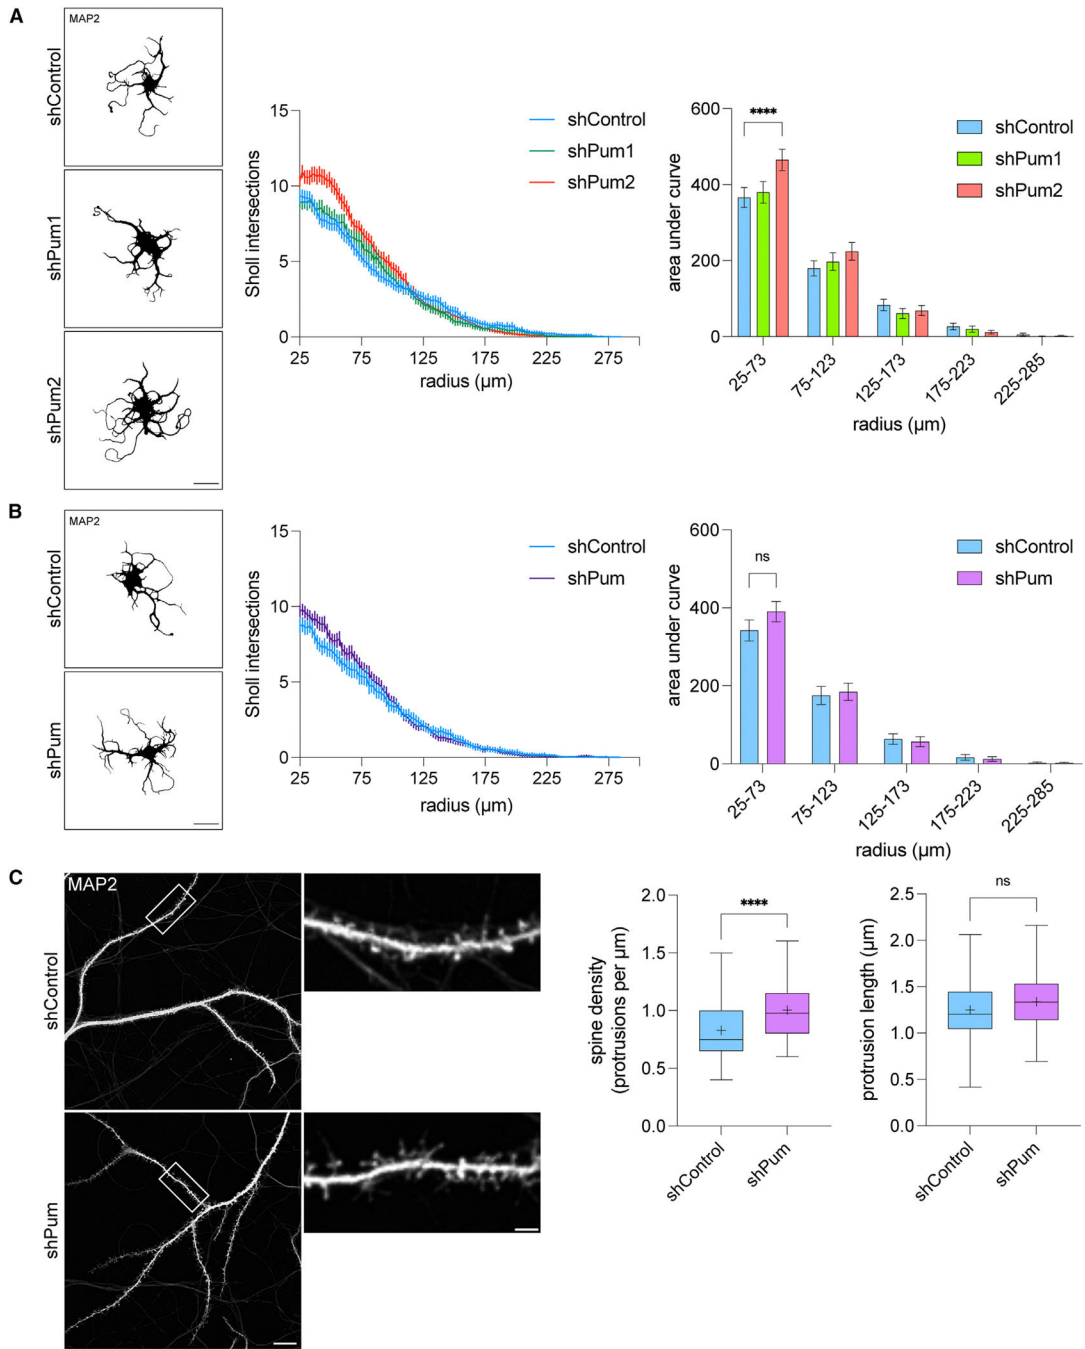 A
MAP2
shControl
shPum1
shPum2
15
10
5
0
Sholl intersections
25
75
125
175
225
275
radius (µm)
shControl
shPum1
shPum2
600
400
200
0
area under curve
****
shControl
shPum1
shPum2
25-73
75-123
125-173
175-223
225-285
radius (µm)
B
MAP2
shControl
shPum
15
10
5
0
Sholl intersections
25
75
125
175
225
275
radius (µm)
shControl
shPum
600
400
200
0
area under curve
ns
shControl
shPum
25-73
75-123
125-173
175-223
225-285
radius (µm)
C
MAP2
shControl
shPum
2.0
1.5
1.0
0.5
0.0
spine density
(protrusions per µm)
****
shControl
shPum
2.5
2.0
1.5
1.0
0.5
0.0
protrusion length (µm)
ns
shControl
shPum